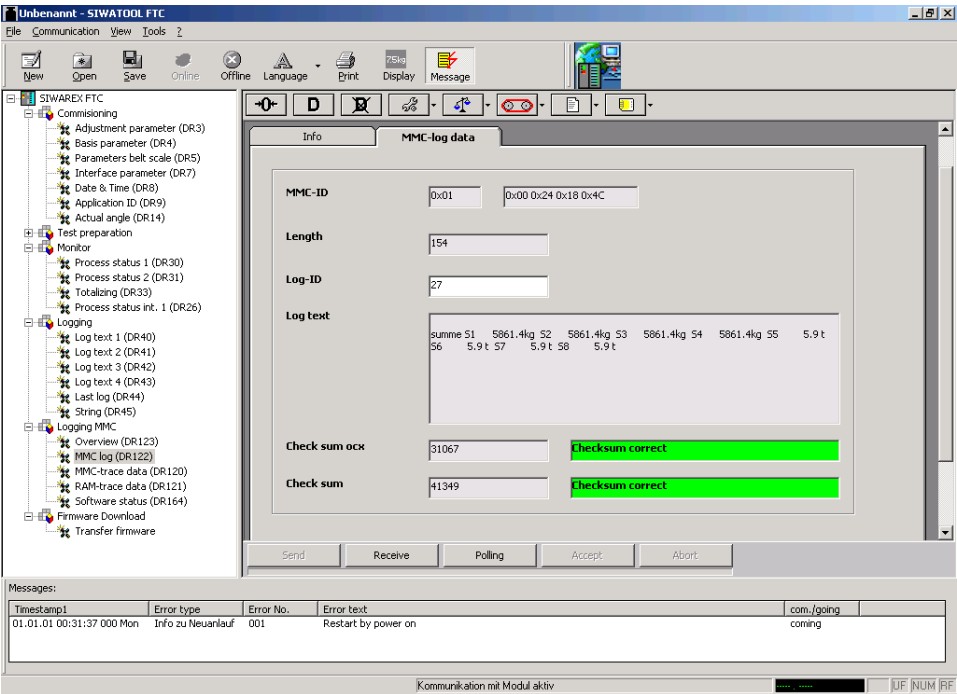 Unbenannt - SIWATOOL FTC
File Communication View Tools ?
New Open Save Online Offline Language Print Display Message
7.5kg
SIWAREX FTC
Commisioning
Adjustment parameter (DR3)
Basis parameter (DR4)
Parameters belt scale (DR5)
Interface parameter (DR7)
Date & Time (DR8)
Application ID (DR9)
Actual angle (DR14)
Test preparation
Monitor
Process status 1 (DR30)
Process status 2 (DR31)
Totalizing (DR33)
Process status int. 1 (DR26)
Logging
Log text 1 (DR40)
Log text 2 (DR41)
Log text 3 (DR42)
Log text 4 (DR43)
Last log (DR44)
String (DR45)
Logging MMC
Overview (DR123)
MMC log (DR122)
MMC-trace data (DR120)
RAM-trace data (DR121)
Software status (DR164)
Firmware Download
Transfer firmware
→0← D D
Info MMC-log data
MMC-ID 0x01 0x00 0x24 0x18 0x4C
Length 154
Log-ID 27
Log text
summe S1 5861.4kg S2 5861.4kg S3 5861.4kg S4 5861.4kg S5 5.9 t
S6 5.9 t S7 5.9 t S8 5.9 t
Check sum ocx 31067 Checksum correct
Check sum 41349 Checksum correct
Send Receive Polling Accept Abort
Messages:
Timestamp1 Error type Error No. Error text com./going
01.01.01 00:31:37 000 Mon Info zu Neuanlauf 001 Restart by power on coming
Kommunikation mit Modul aktiv UF NUM RF